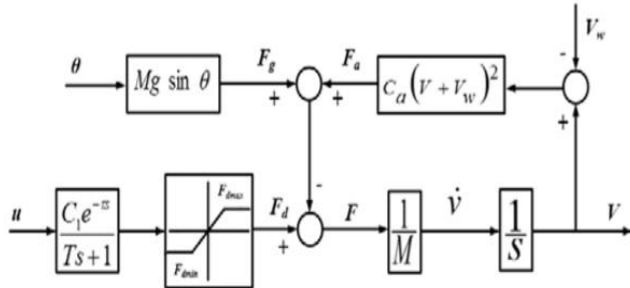 V_w
-
θ
Mg sin θ
F_g
+
F_a
+
C_a(V + V_w)^2
+
-
u
C_1e^{-τs}
Ts+1
F_dmax
F_dmin
F_d
+
F
1
M
v̇
1
S
V